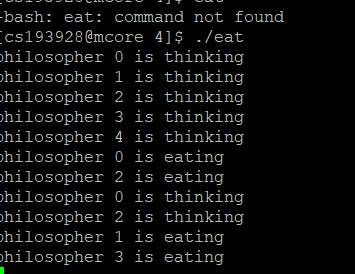 -bash: eat: command not found
[cs193928@mcore 4]$ ./eat
philosopher 0 is thinking
philosopher 1 is thinking
philosopher 2 is thinking
philosopher 3 is thinking
philosopher 4 is thinking
philosopher 0 is eating
philosopher 2 is eating
philosopher 0 is thinking
philosopher 2 is thinking
philosopher 1 is eating
philosopher 3 is eating